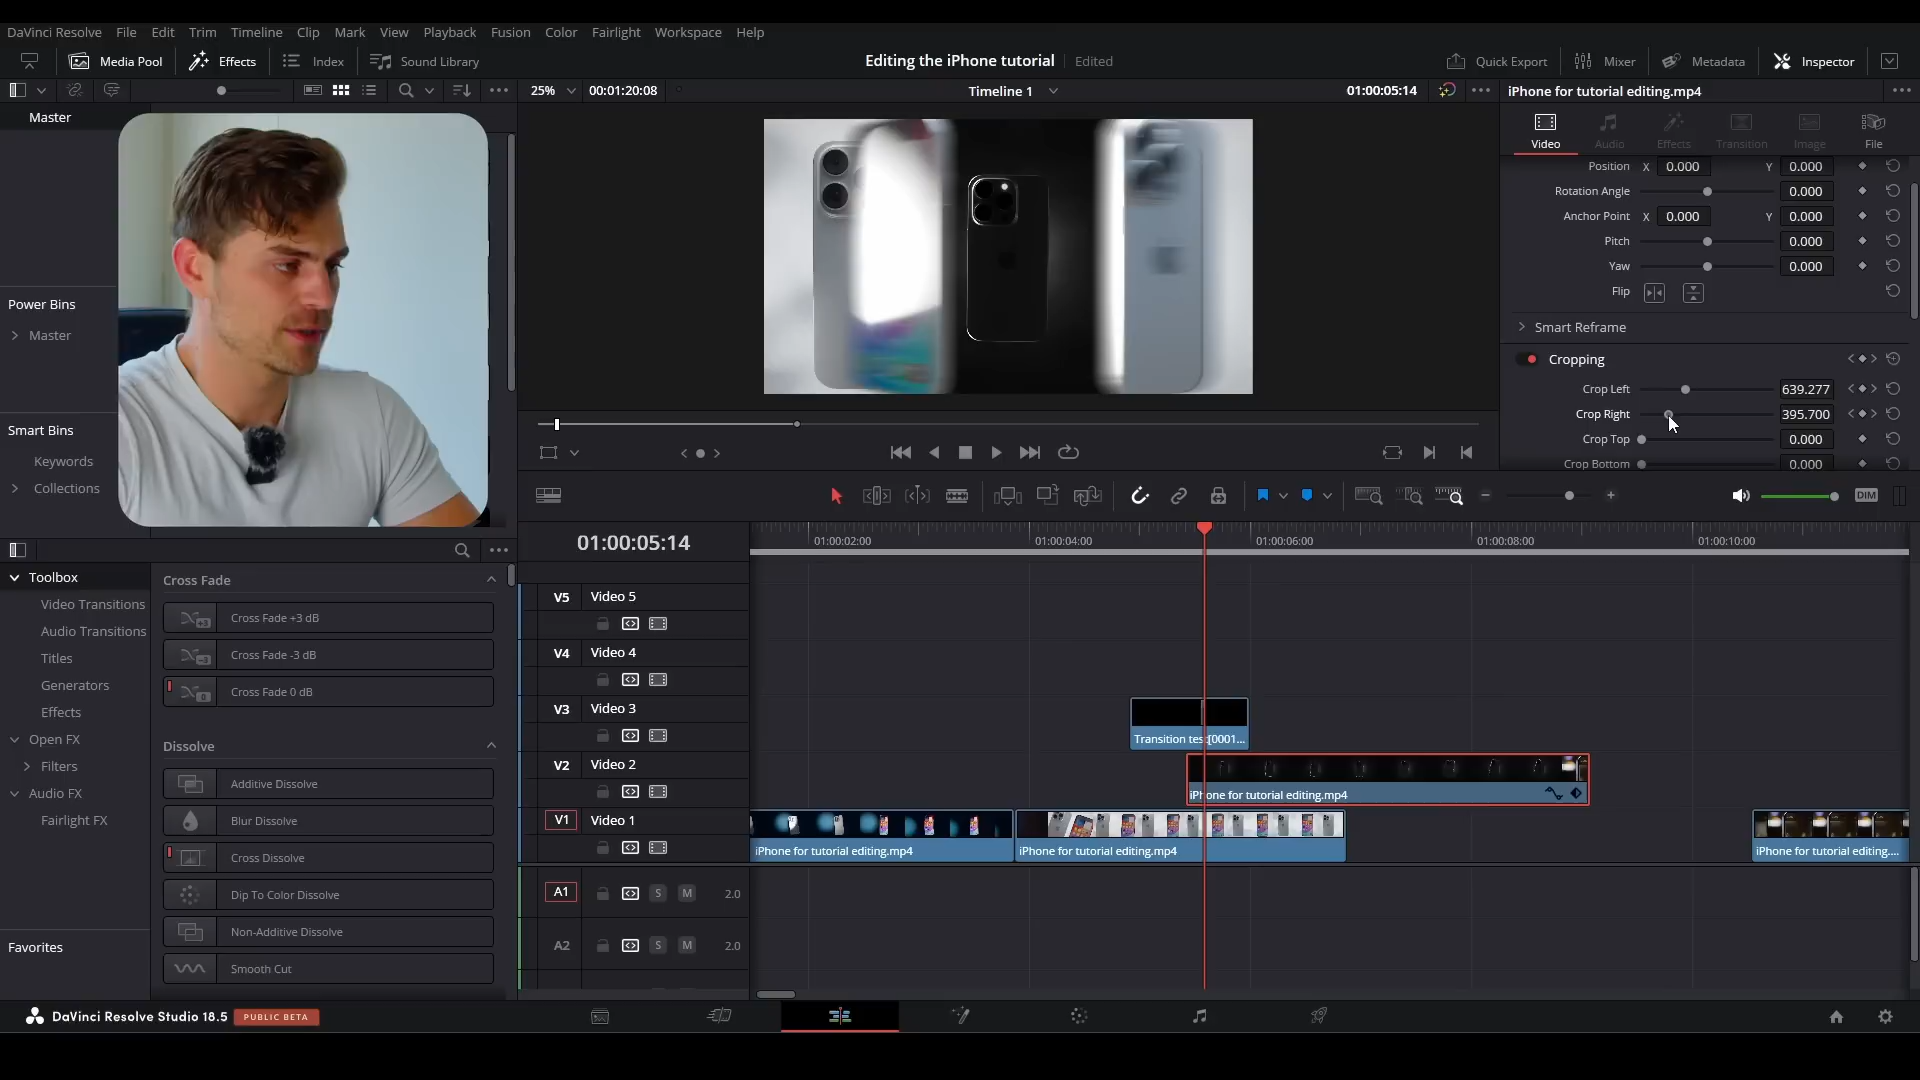 DaVinci Resolve File Edit Trim Timeline Clip Mark View Playback Fusion Color Fairlight Workspace Help
Media Pool Effects Index Sound Library Editing the iPhone tutorial Edited Quick Export Mixer Metadata Inspector
25% 00:01:20:08 Timeline 1 01:00:05:14 iPhone for tutorial editing.mp4
Master
Video Audio Effects Transition Image File
Position X 0.000 Y 0.000
Rotation Angle 0.000
Anchor Point X 0.000 Y 0.000
Pitch 0.000
Yaw 0.000
Flip
Smart Reframe
Cropping
Crop Left 639.277
Crop Right 395.700
Crop Top 0.000
Crop Bottom 0.000
Power Bins
Master
Smart Bins
Keywords
Collections
DIM
01:00:05:14
01:00:02:00 01:00:04:00 01:00:06:00 01:00:08:00 01:00:10:00
Toolbox
Video Transitions
Audio Transitions
Titles
Generators
Effects
Open FX
Filters
Audio FX
Fairlight FX
Favorites
Cross Fade
Cross Fade +3 dB
Cross Fade -3 dB
Cross Fade 0 dB
Dissolve
Additive Dissolve
Blur Dissolve
Cross Dissolve
Dip To Color Dissolve
Non-Additive Dissolve
Smooth Cut
V5 Video 5
V4 Video 4
V3 Video 3
V2 Video 2
V1 Video 1
A1 S M 2.0
A2 S M 2.0
iPhone for tutorial editing.mp4
iPhone for tutorial editing.mp4
iPhone for tutorial editing.mp4
iPhone for tutorial editing....
DaVinci Resolve Studio 18.5 PUBLIC BETA